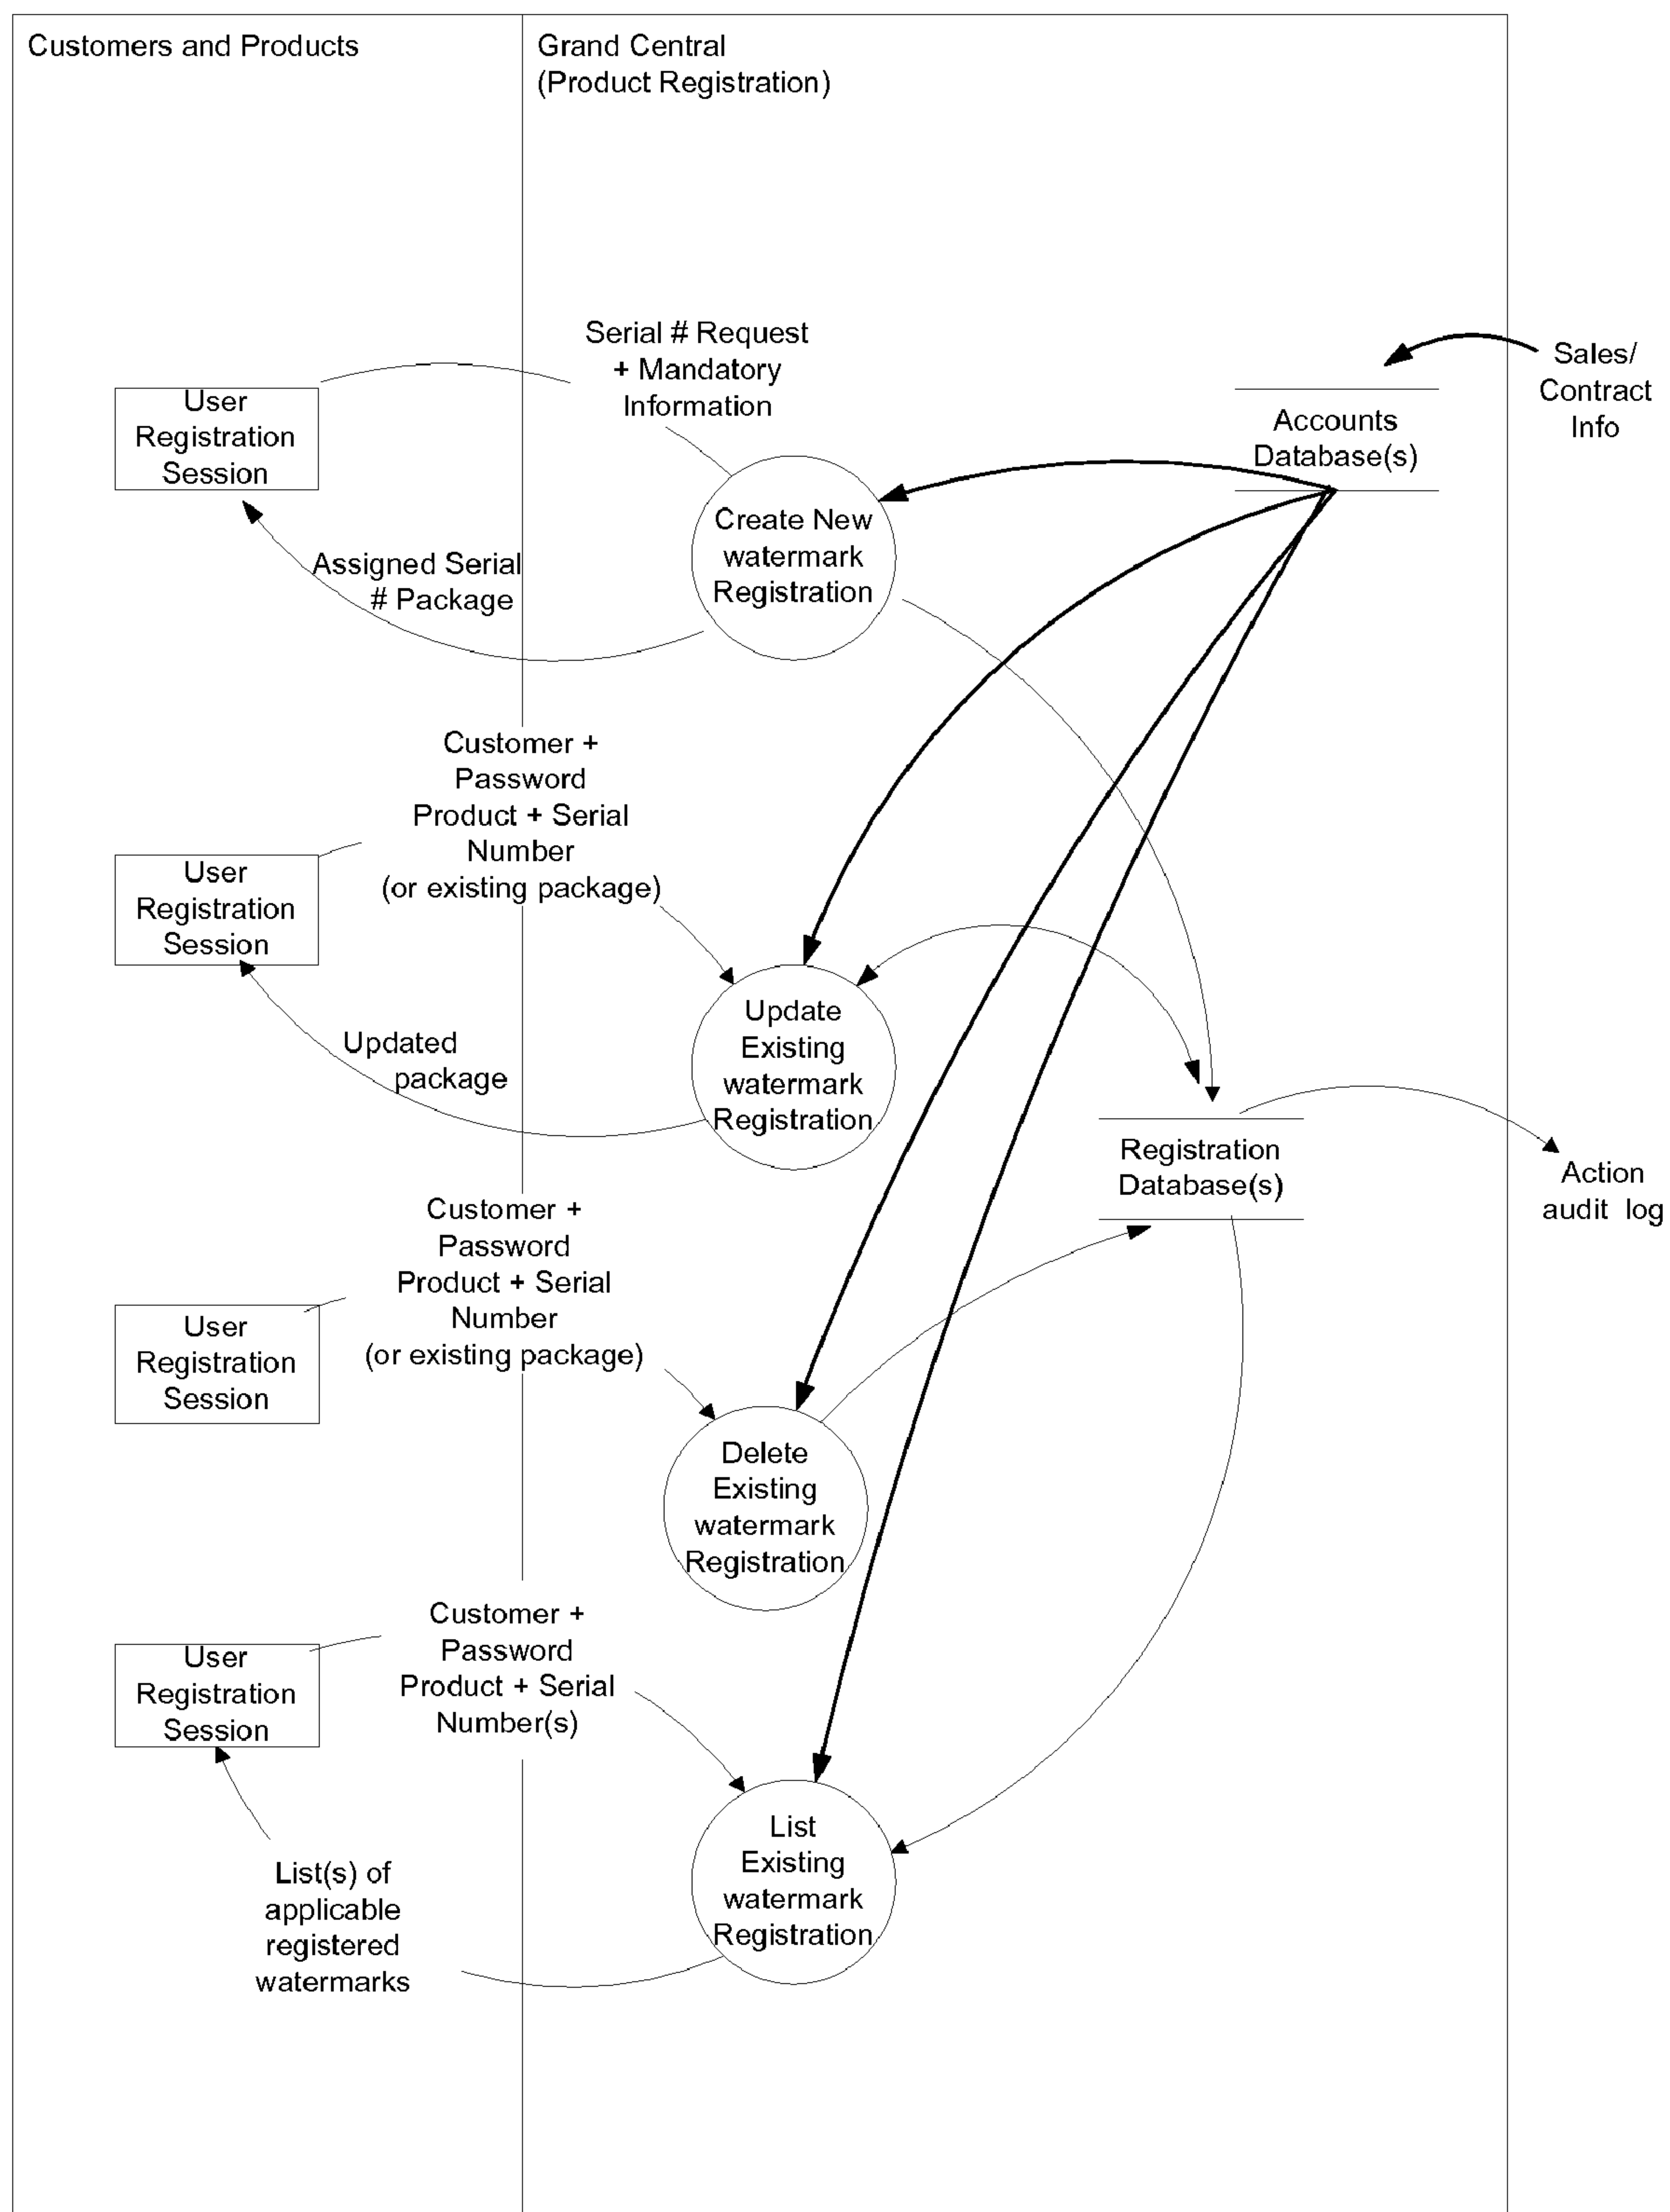 Customers and Products
Grand Central
(Product Registration)
Serial # Request
+ Mandatory
Information
Sales/
Contract
Info
User
Registration
Session
Accounts
Database(s)
Create New
watermark
Registration
Assigned Serial
# Package
Customer +
Password
Product + Serial
Number
(or existing package)
User
Registration
Session
Update
Existing
watermark
Registration
Updated
package
Registration
Database(s)
Action
audit log
Customer +
Password
Product + Serial
Number
(or existing package)
User
Registration
Session
Delete
Existing
watermark
Registration
Customer +
Password
Product + Serial
Number(s)
User
Registration
Session
List
Existing
watermark
Registration
List(s) of
applicable
registered
watermarks